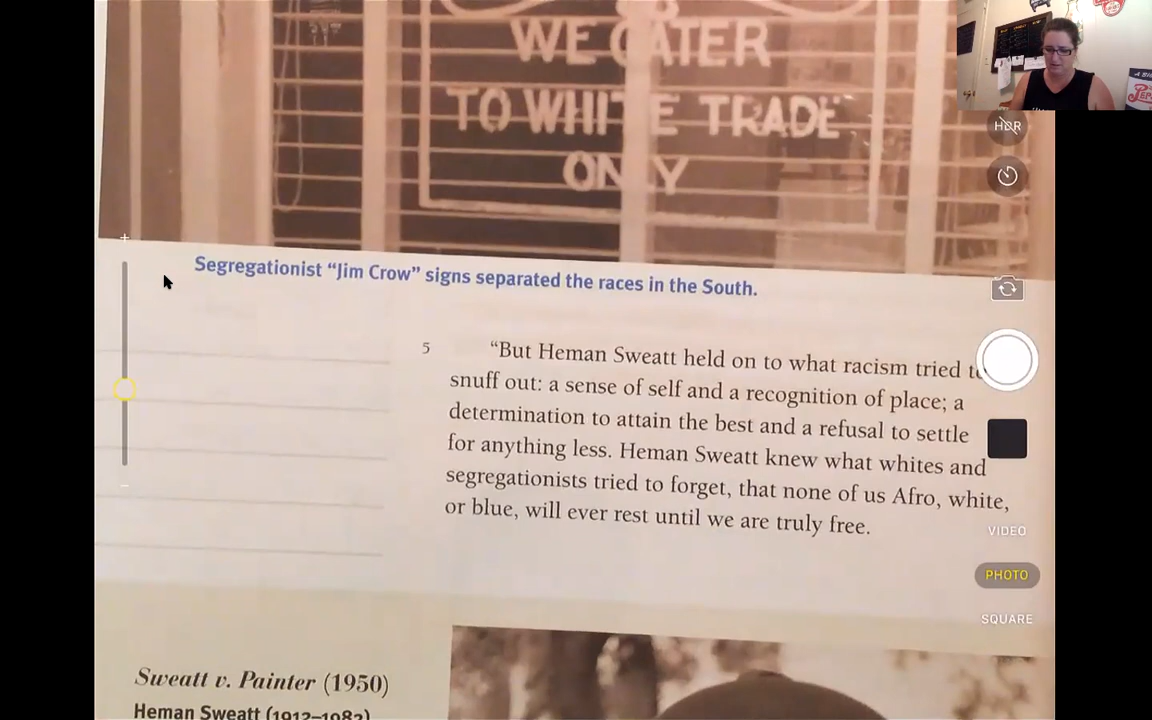 WE CATER
TO WHITE TRADE
ONLY
HDR
Segregationist “Jim Crow” signs separated the races in the South.
5
“But Heman Sweatt held on to what racism tried to
snuff out: a sense of self and a recognition of place; a
determination to attain the best and a refusal to settle
for anything less. Heman Sweatt knew what whites and
segregationists tried to forget, that none of us Afro, white,
or blue, will ever rest until we are truly free.
VIDEO
PHOTO
SQUARE
Sweatt v. Painter (1950)
Heman Sweatt (1912–1982)